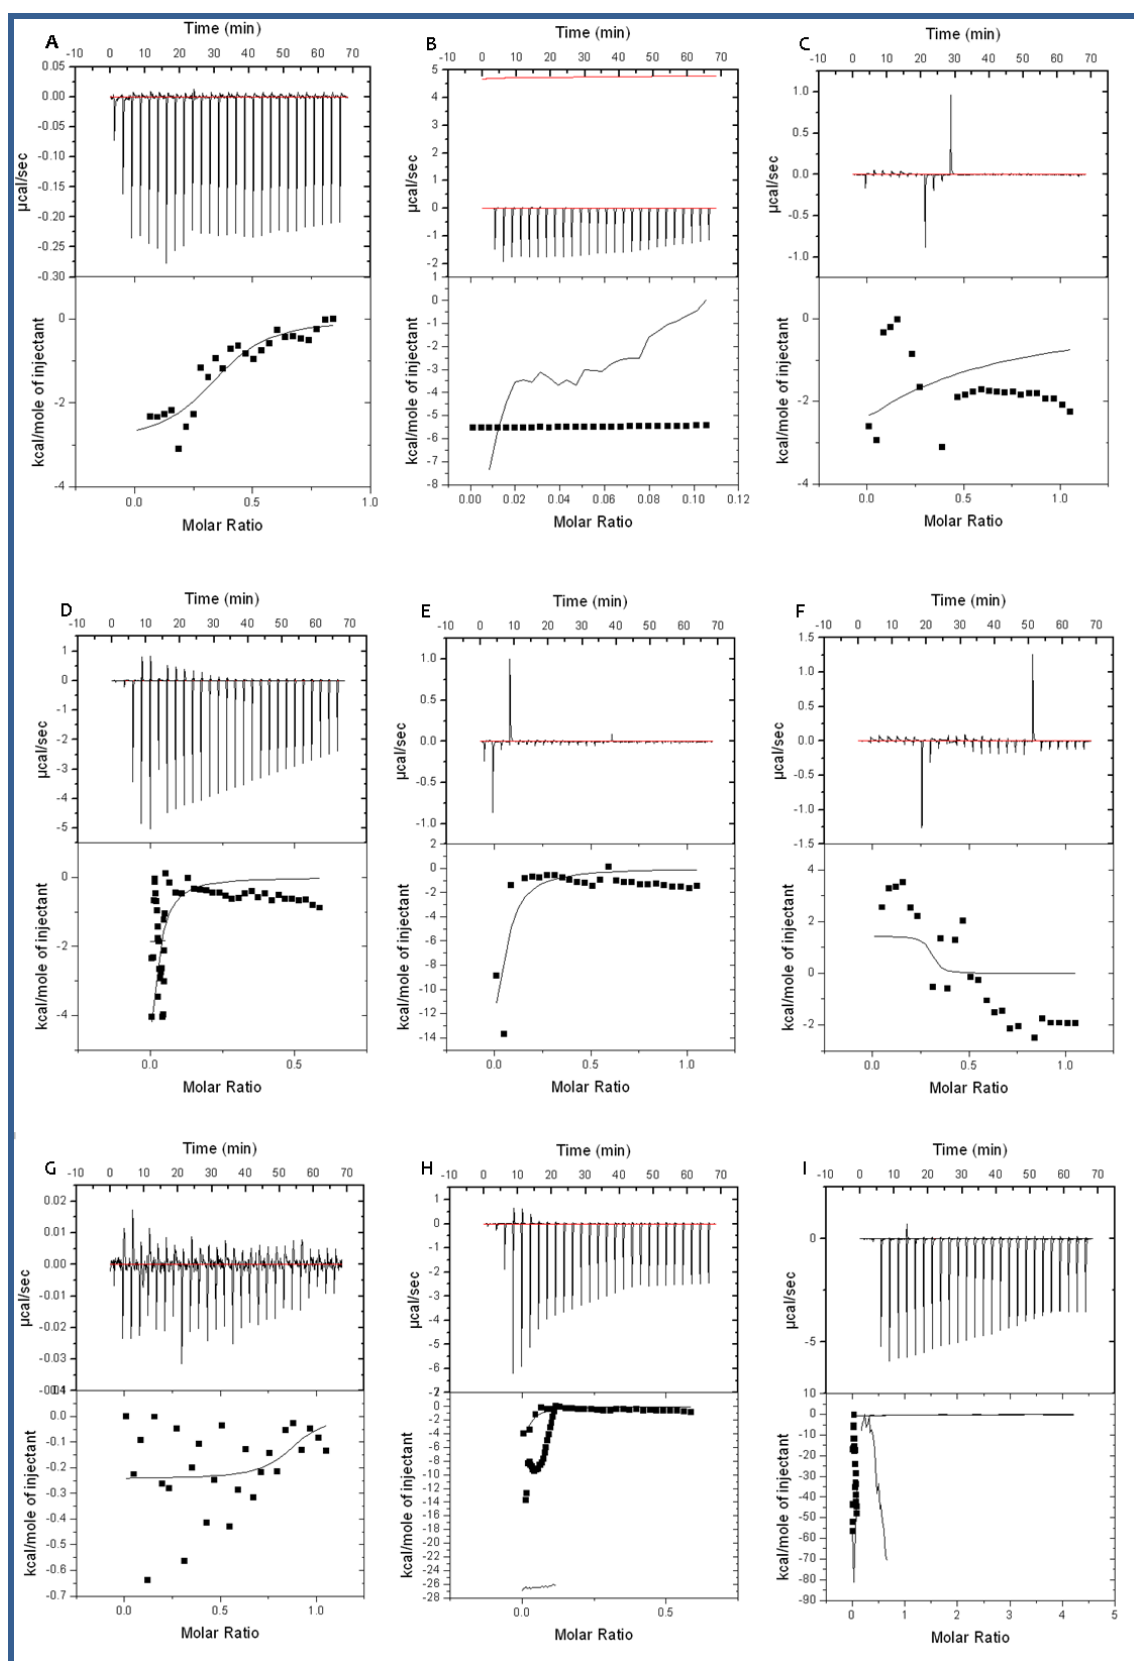 A
Time (min)
-10 0 10 20 30 40 50 60 70
0.05
0.00
-0.05
-0.10
-0.15
-0.20
-0.25
-0.30
µcal/sec
0
-2
-4
kcal/mole of injectant
0.0 0.5 1.0
Molar Ratio
B
Time (min)
-10 0 10 20 30 40 50 60 70
5
4
5
2
0
-1
-2
1
µcal/sec
0
-1
-2
-3
-4
-5
-6
-7
-8
kcal/mole of injectant
0.00 0.02 0.04 0.06 0.08 0.10 0.12
Molar Ratio
C
Time (min)
-10 0 10 20 30 40 50 60 70
1.0
0.5
0.0
-0.5
-1.0
µcal/sec
0
-2
-4
kcal/mole of injectant
0.0 0.5 1.0
Molar Ratio
D
Time (min)
-10 0 10 20 30 40 50 60 70
1
0
-1
-2
-3
-4
-5
µcal/sec
0
-2
-4
kcal/mole of injectant
0.0 0.5
Molar Ratio
E
Time (min)
-10 0 10 20 30 40 50 60 70
1.0
0.5
0.0
-0.5
-1.0
2
µcal/sec
0
-2
-4
-6
-8
-10
-12
-14
kcal/mole of injectant
0.0 0.5 1.0
Molar Ratio
F
Time (min)
-10 0 10 20 30 40 50 60 70
1.5
1.0
0.5
0.0
-0.5
-1.0
-1.5
µcal/sec
4
2
0
-2
kcal/mole of injectant
0.0 0.5 1.0
Molar Ratio
G
Time (min)
-10 0 10 20 30 40 50 60 70
0.02
0.01
0.00
-0.01
-0.02
-0.03
µcal/sec
0.0
-0.1
-0.2
-0.3
-0.4
-0.5
-0.6
-0.7
kcal/mole of injectant
0.0 0.5 1.0
Molar Ratio
H
Time (min)
-10 0 10 20 30 40 50 60 70
1
0
-1
-2
-3
-4
-5
-6
µcal/sec
0
-2
-4
-6
-8
-10
-12
-14
-16
-18
-20
-22
-24
-26
-28
kcal/mole of injectant
0.0 0.5
Molar Ratio
I
Time (min)
-10 0 10 20 30 40 50 60 70
0
-5
10
µcal/sec
0
-10
-20
-30
-40
-50
-60
-70
-80
-90
kcal/mole of injectant
0 1 2 3 4 5
Molar Ratio